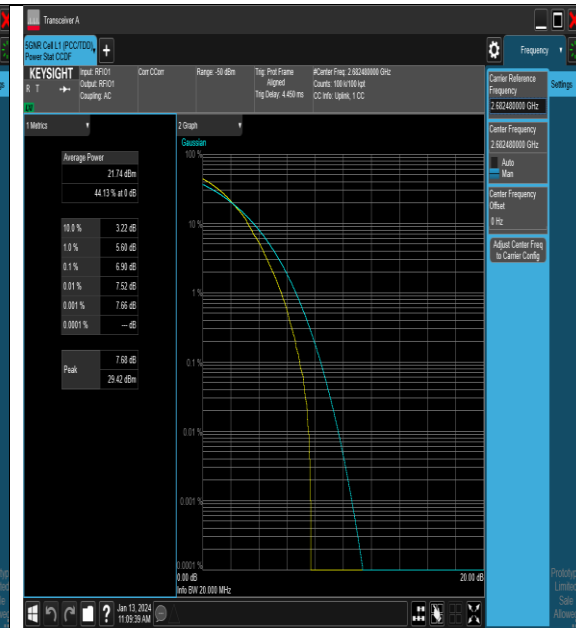 Transceiver A
5GNR Cell L1 (PCC/TDD)
Power Stat CCDF
Frequency
KEYSIGHT
R T
Input: RFIO1
Output: RFIO1
Coupling: AC
Corr CCorr
Range: -50 dBm
Trig: Prot Frame
Aligned
Trig Delay: 4.450 ms
#Center Freq: 2.682480000 GHz
Counts: 100 k/100 kpt
CC Info: Uplink, 1 CC
Carrier Reference
Frequency
2.682480000 GHz
Settings
1 Metrics
2 Graph
Gaussian
Center Frequency
2.682480000 GHz
Auto
Man
Center Frequency
Offset
0 Hz
Adjust Center Freq
to Carrier Config
Average Power
21.74 dBm
44.13 % at 0 dB
10.0 % 3.22 dB
1.0 % 5.60 dB
0.1 % 6.90 dB
0.01 % 7.52 dB
0.001 % 7.66 dB
0.0001 % --- dB
Peak
7.68 dB
29.42 dBm
100 %
10 %
1 %
0.1 %
0.01 %
0.001 %
0.0001 %
0.00 dB
20.00 dB
Info BW 20.000 MHz
Jan 13, 2024
11:09:39 AM
?